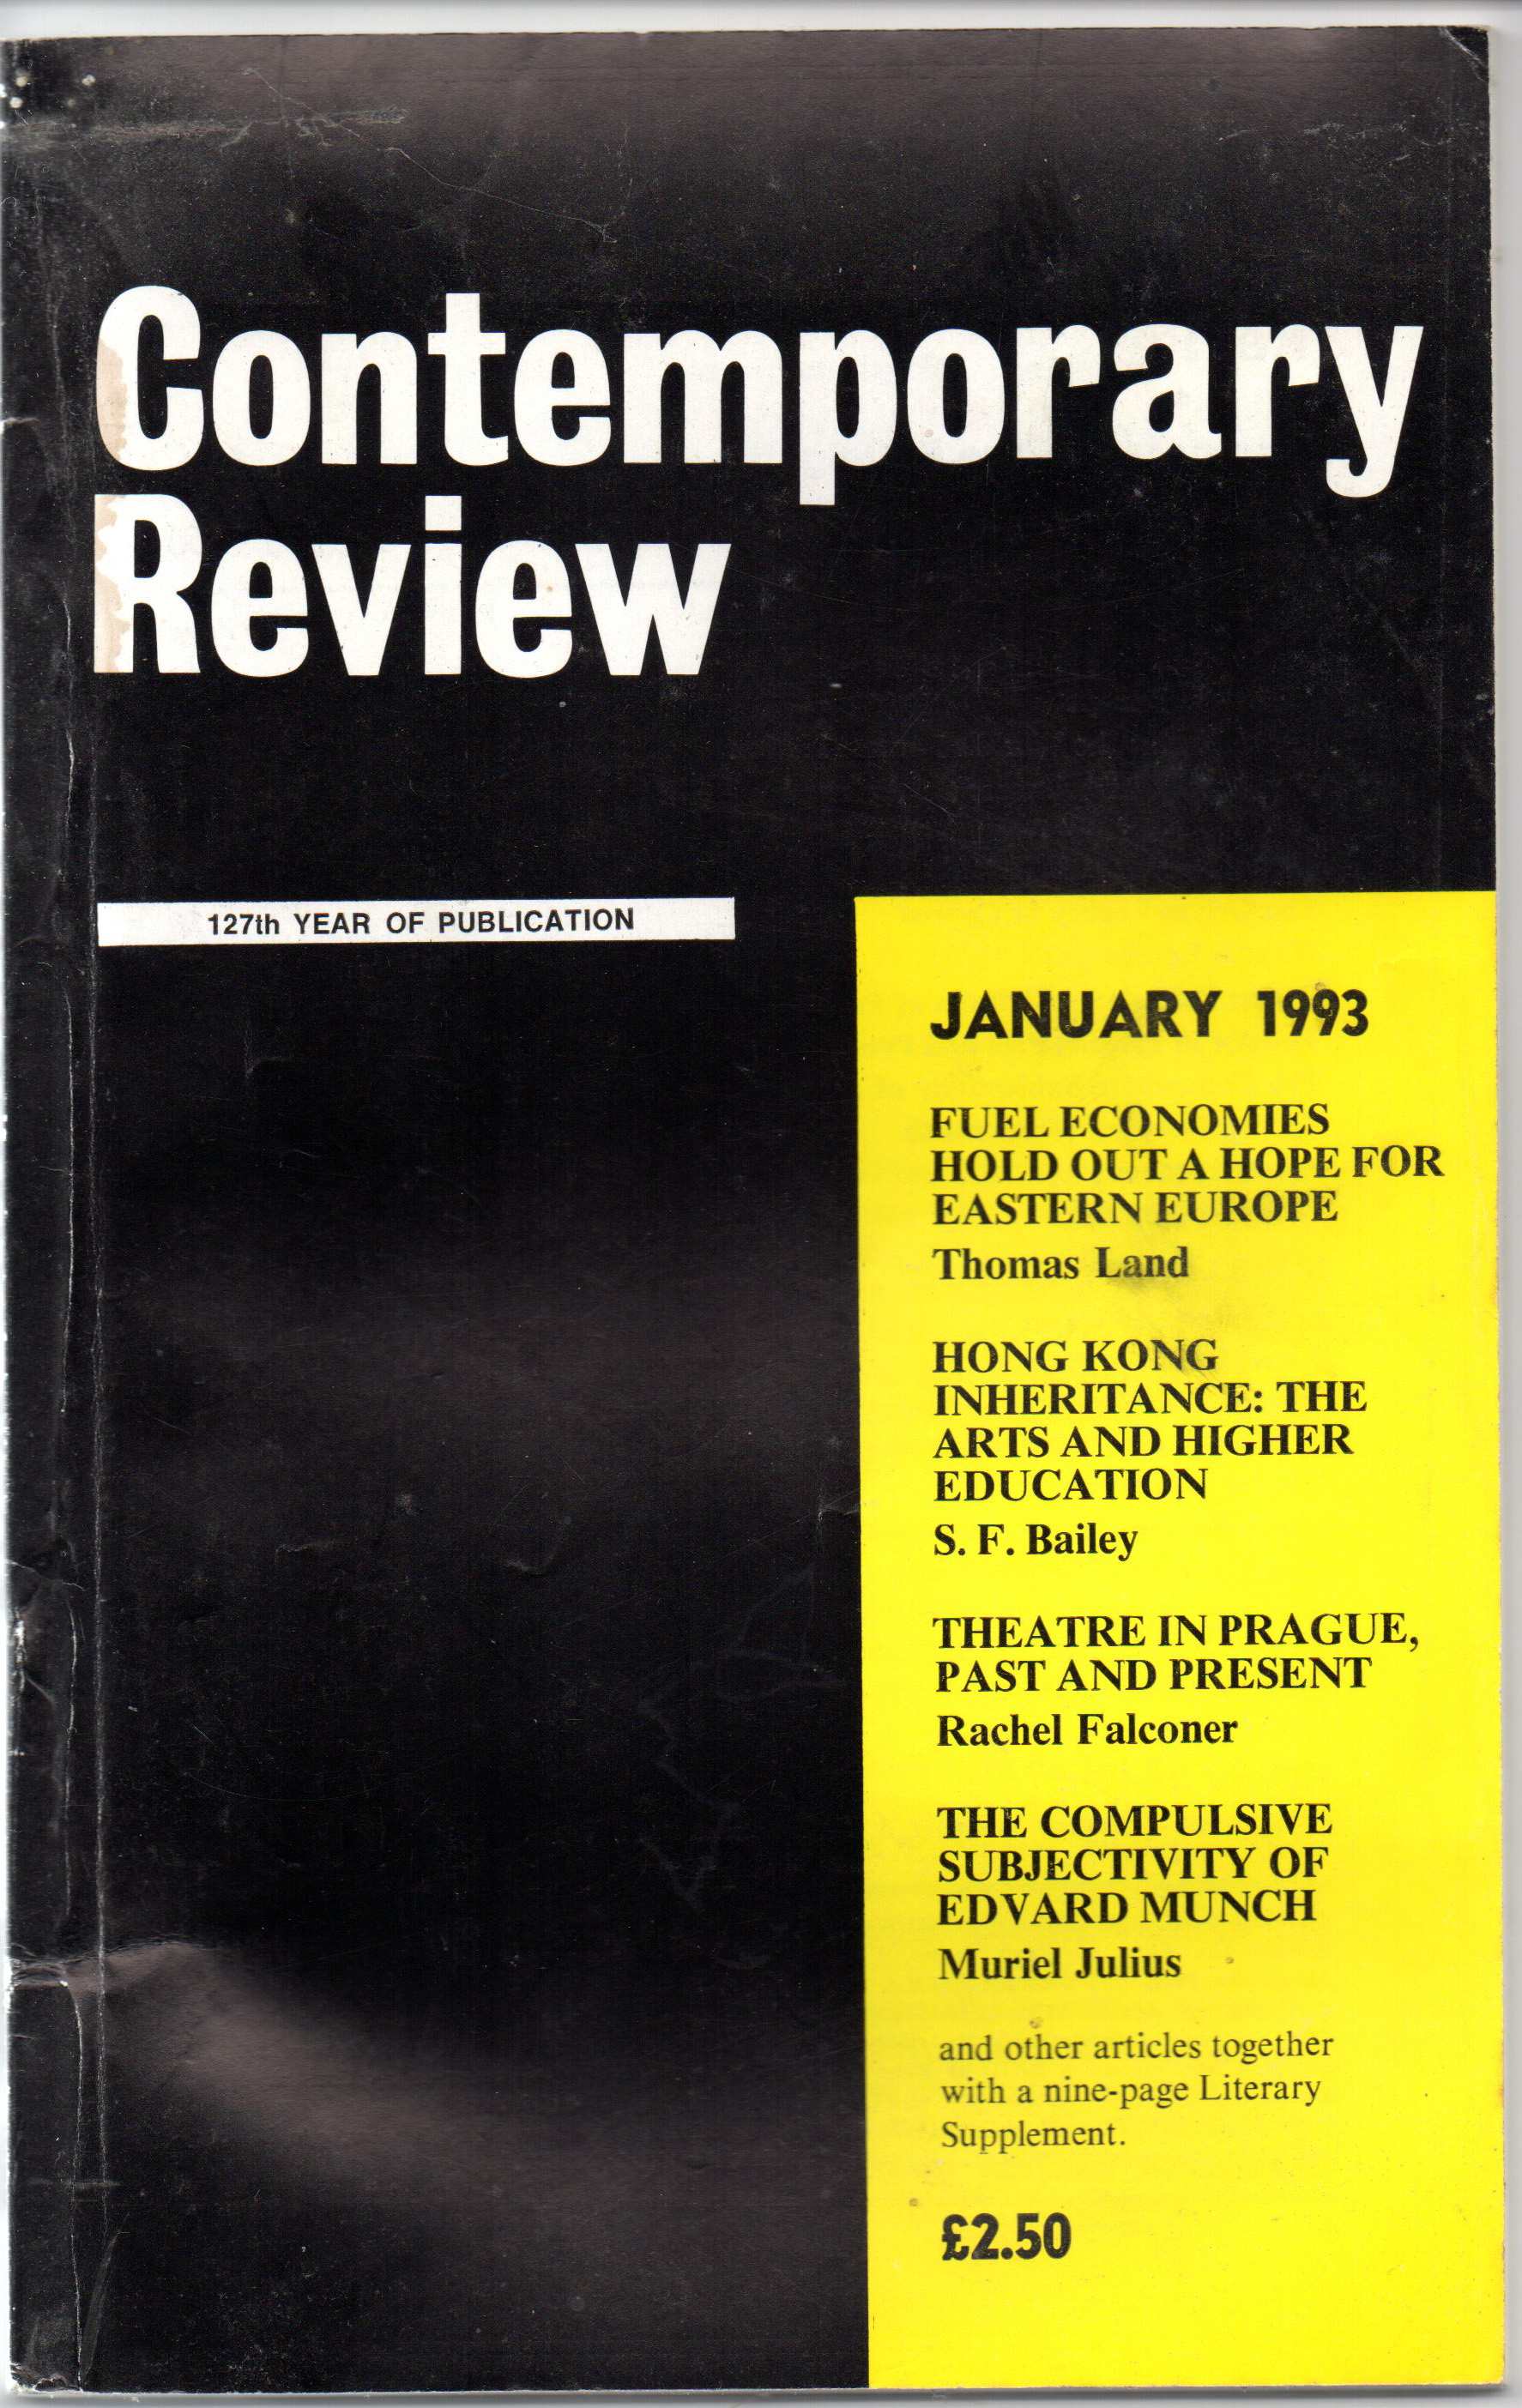 Contemporary
Review
127th YEAR OF PUBLICATION
JANUARY 1993
FUEL ECONOMIES
HOLD OUT A HOPE FOR
EASTERN EUROPE
Thomas Land
HONG KONG
INHERITANCE: THE
ARTS AND HIGHER
EDUCATION
S. F. Bailey
THEATRE IN PRAGUE,
PAST AND PRESENT
Rachel Falconer
THE COMPULSIVE
SUBJECTIVITY OF
EDVARD MUNCH
Muriel Julius
and other articles together
with a nine-page Literary
Supplement.
£2.50